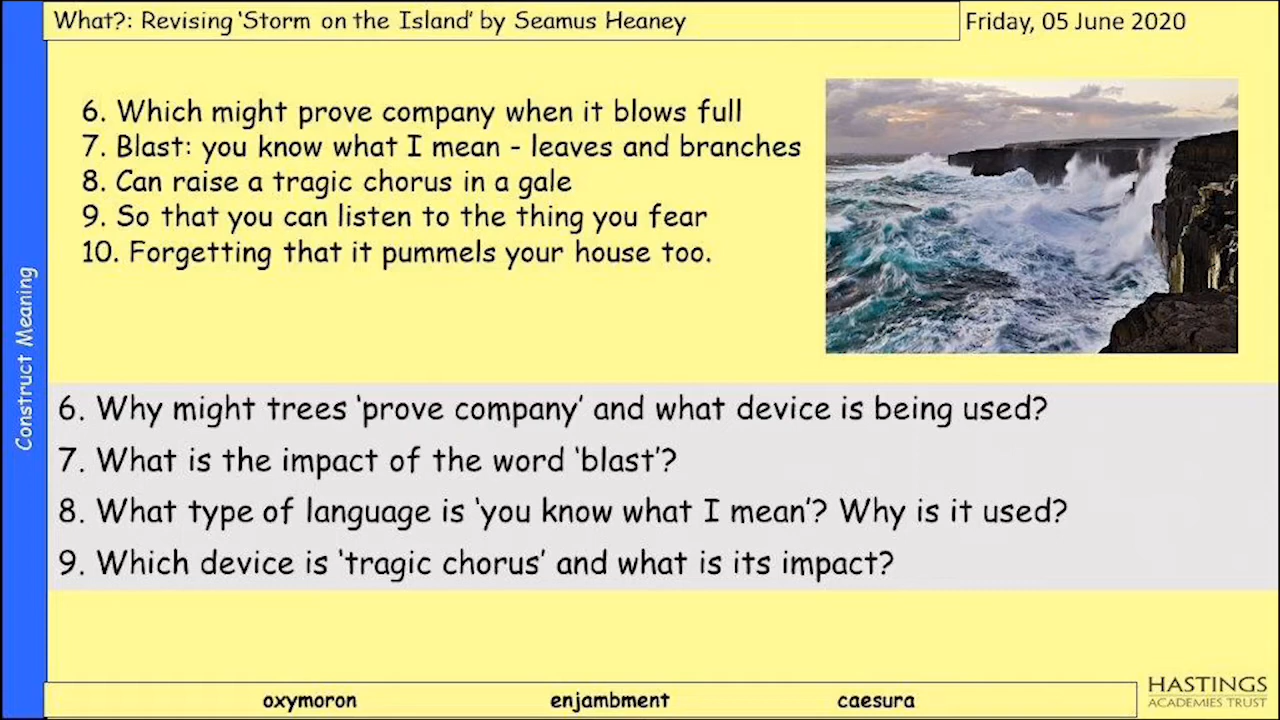 What?: Revising 'Storm on the Island' by Seamus Heaney
Friday, 05 June 2020
6. Which might prove company when it blows full
7. Blast: you know what I mean - leaves and branches
8. Can raise a tragic chorus in a gale
9. So that you can listen to the thing you fear
10. Forgetting that it pummels your house too.
Construct Meaning
6. Why might trees 'prove company' and what device is being used?
7. What is the impact of the word 'blast'?
8. What type of language is 'you know what I mean'? Why is it used?
9. Which device is 'tragic chorus' and what is its impact?
oxymoron enjambment caesura
HASTINGS
ACADEMIES TRUST